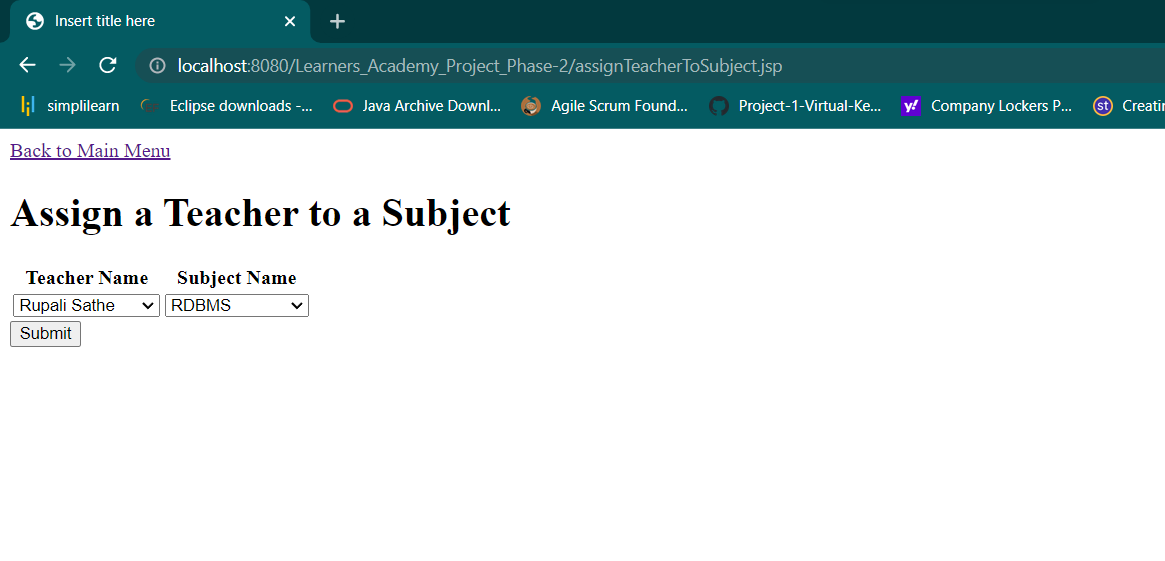 Insert title here
localhost:8080/Learners_Academy_Project_Phase-2/assignTeacherToSubject.jsp
simplilearn Eclipse downloads -... Java Archive Downl... Agile Scrum Found... Project-1-Virtual-Ke... y! Company Lockers P... st Creatin
Back to Main Menu
Assign a Teacher to a Subject
Teacher Name Subject Name
Rupali Sathe RDBMS
Submit